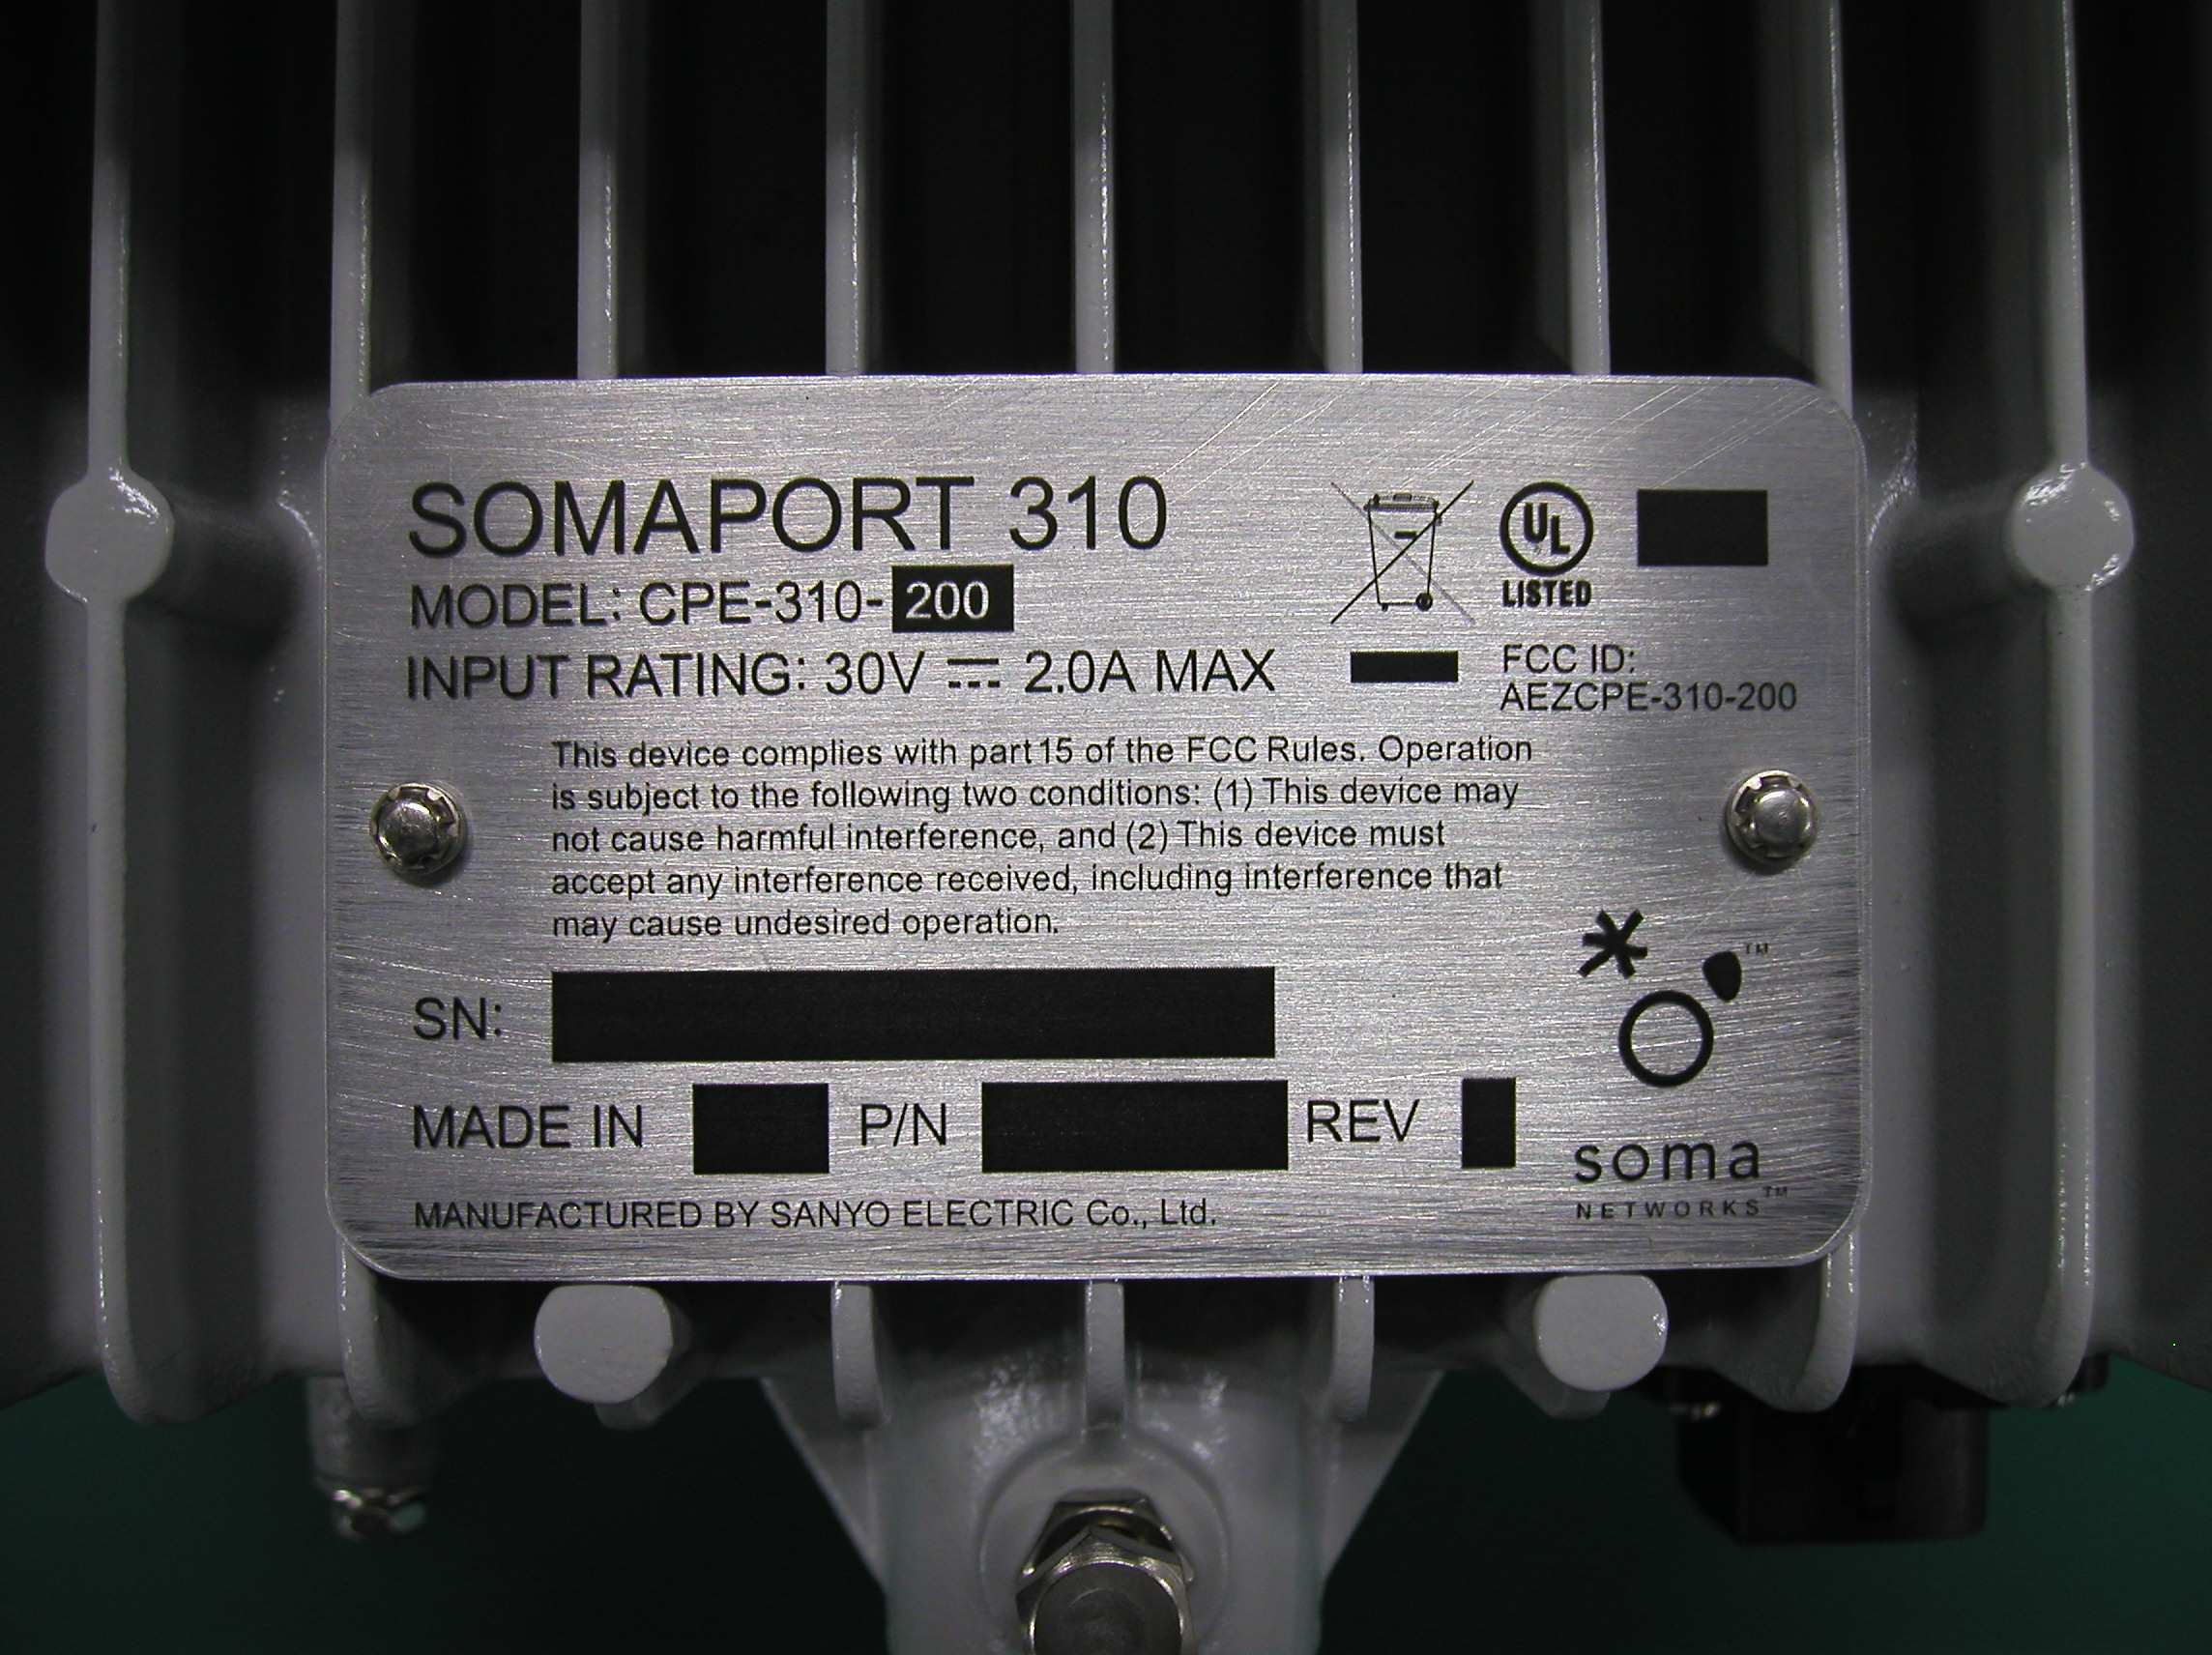 SOMAPORT 310
MODEL: CPE-310- 200
INPUT RATING: 30V ⎓ 2.0A MAX
UL
LISTED
FCC ID:
AEZCPE-310-200
This device complies with part 15 of the FCC Rules. Operation
is subject to the following two conditions: (1) This device may
not cause harmful interference, and (2) This device must
accept any interference received, including interference that
may cause undesired operation.
SN:
MADE IN P/N REV
MANUFACTURED BY SANYO ELECTRIC Co., Ltd.
TM
soma
NETWORKS™